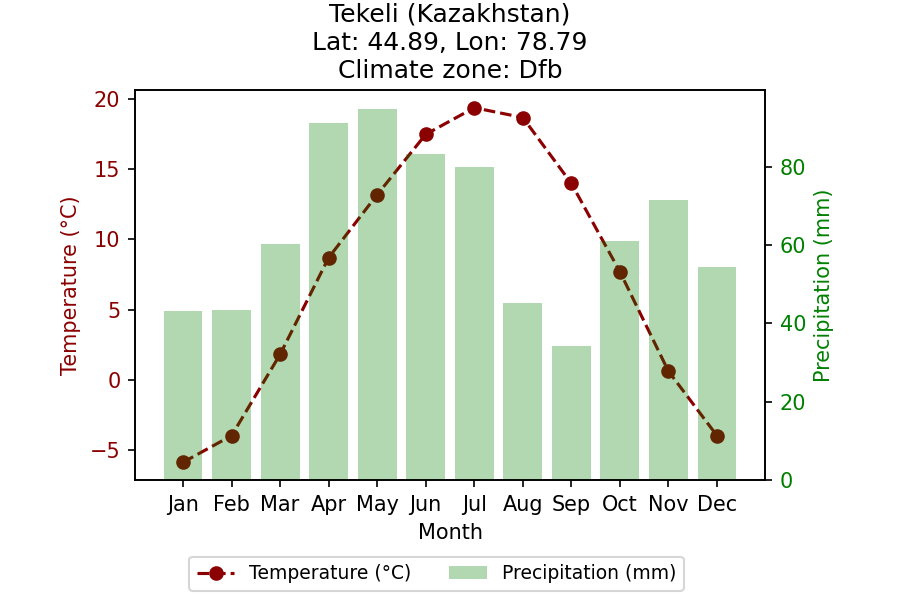 Tekeli (Kazakhstan)
Lat: 44.89, Lon: 78.79
Climate zone: Dfb
20
15
10
5
0
−5
Temperature (°C)
80
60
40
20
0
Precipitation (mm)
Jan Feb Mar Apr May Jun Jul Aug Sep Oct Nov Dec
Month
Temperature (°C) Precipitation (mm)